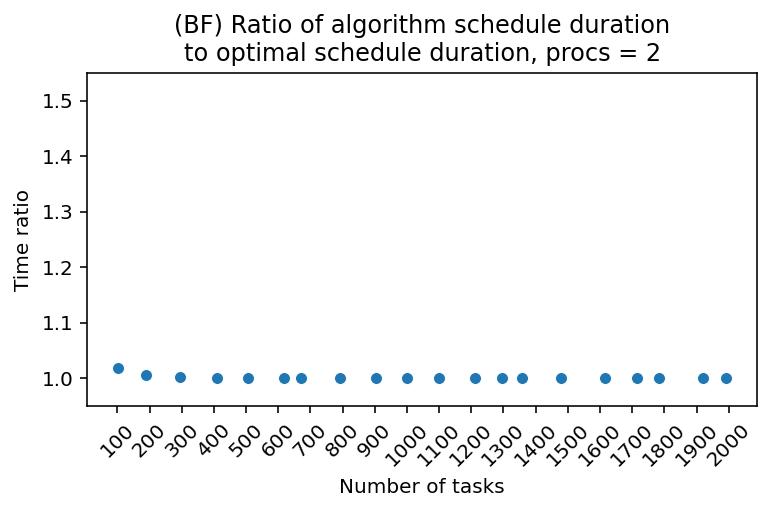 (BF) Ratio of algorithm schedule duration
to optimal schedule duration, procs = 2
1.5
1.4
1.3
1.2
1.1
1.0
Time ratio
100 200 300 400 500 600 700 800 900 1000 1100 1200 1300 1400 1500 1600 1700 1800 1900 2000
Number of tasks